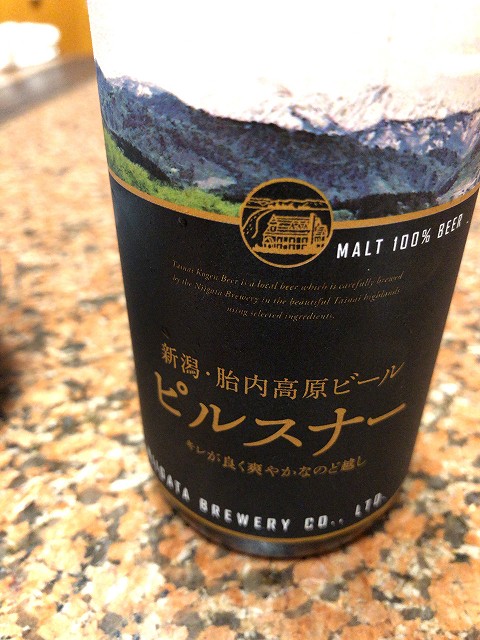 MALT 100% BEER
Tainai Kogen Beer is a local beer which is carefully brewed
by the Niigata Brewery in the beautiful Tainai highlands
using selected ingredients.
新潟・胎内高原ビール
ピルスナー
キレが良く爽やかなのど越し
NIIGATA BREWERY CO., LTD.